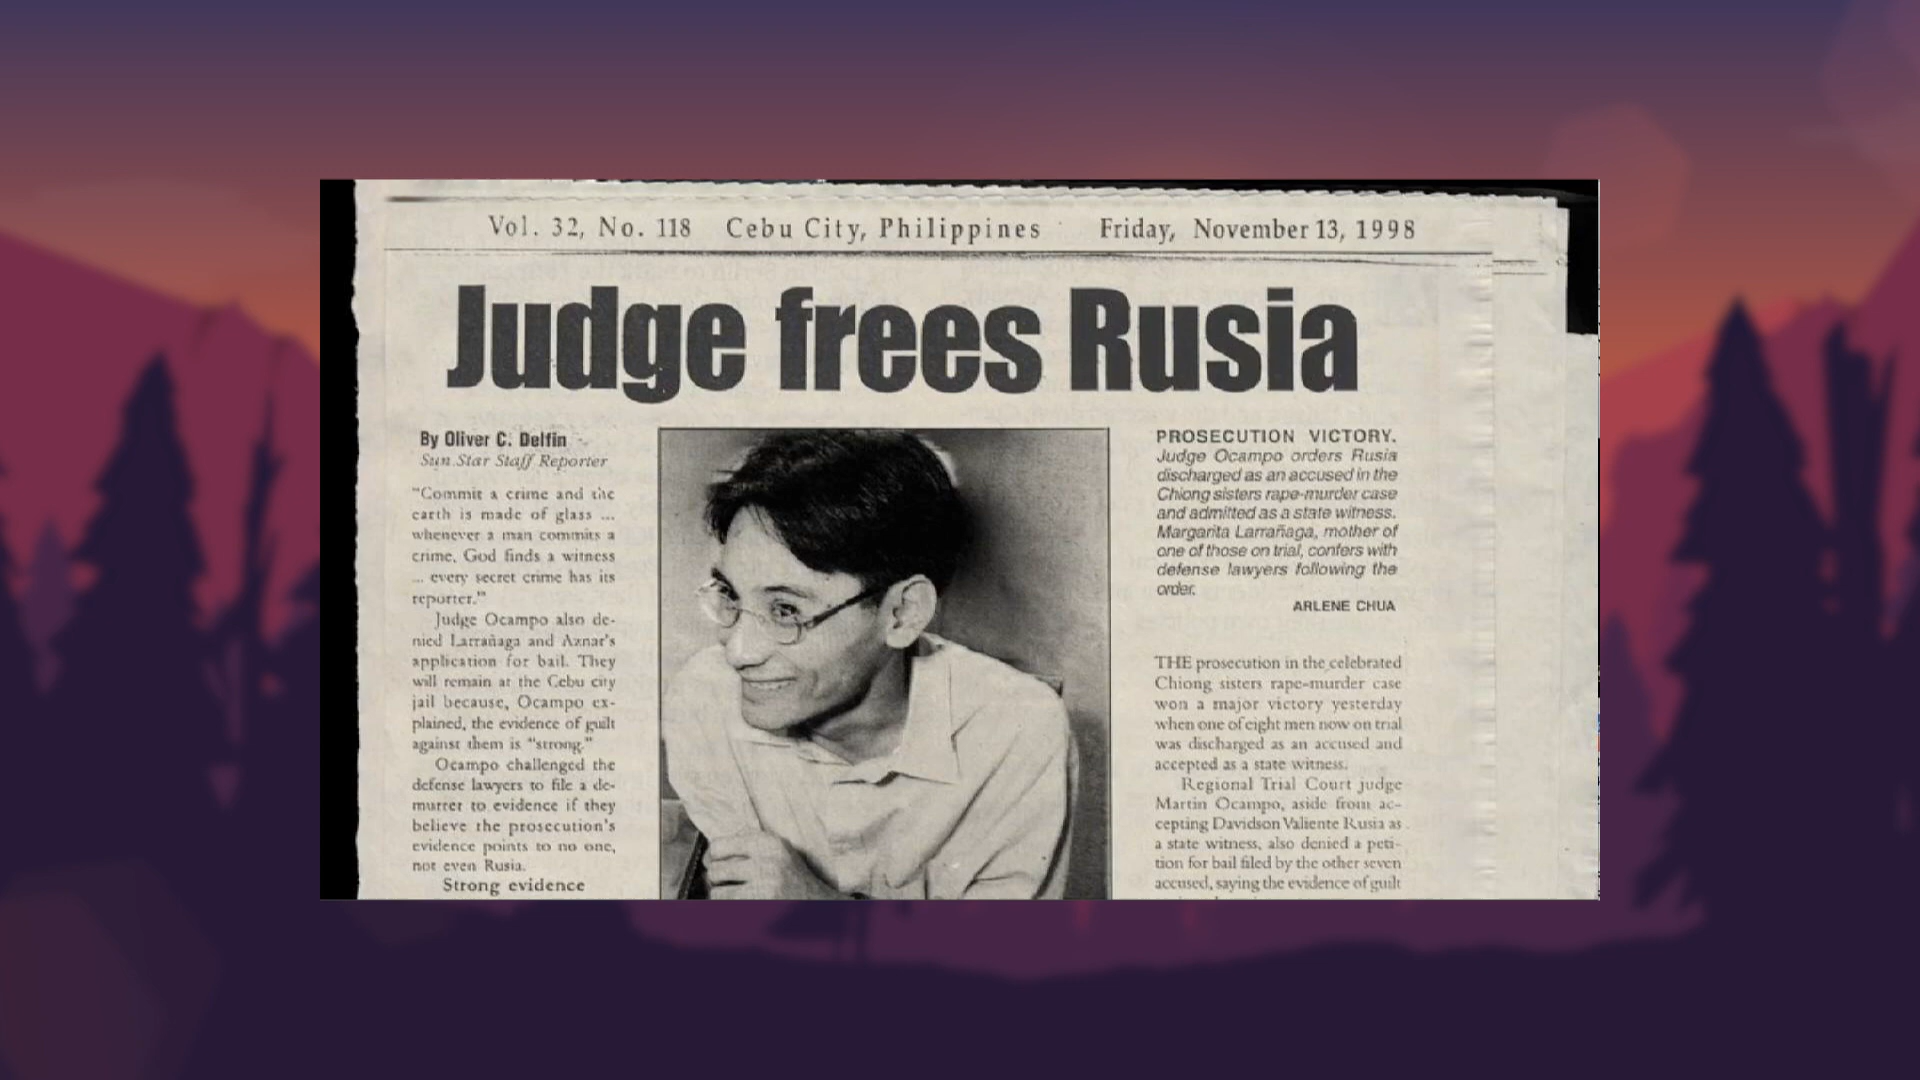 Vol. 32, No. 118 Cebu City, Philippines Friday, November 13, 1998
Judge frees Rusia
By Oliver C. Delfin
Sun.Star Staff Reporter
"Commit a crime and the
earth is made of glass ...
whenever a man commits a
crime, God finds a witness
... every secret crime has its
reporter."
Judge Ocampo also de-
nied Larrañaga and Aznar's
application for bail. They
will remain at the Cebu city
jail because, Ocampo ex-
plained, the evidence of guilt
against them is "strong."
Ocampo challenged the
defense lawyers to file a de-
murrer to evidence if they
believe the prosecution's
evidence points to no one,
not even Rusia.
Strong evidence
PROSECUTION VICTORY.
Judge Ocampo orders Rusia
discharged as an accused in the
Chiong sisters rape-murder case
and admitted as a state witness.
Margarita Larrañaga, mother of
one of those on trial, confers with
defense lawyers following the
order.
ARLENE CHUA
THE prosecution in the celebrated
Chiong sisters rape-murder case
won a major victory yesterday
when one of eight men now on trial
was discharged as an accused and
accepted as a state witness.
Regional Trial Court judge
Martin Ocampo, aside from ac-
cepting Davidson Valiente Rusia as
a state witness, also denied a peti-
tion for bail filed by the other seven
accused, saying the evidence of guilt